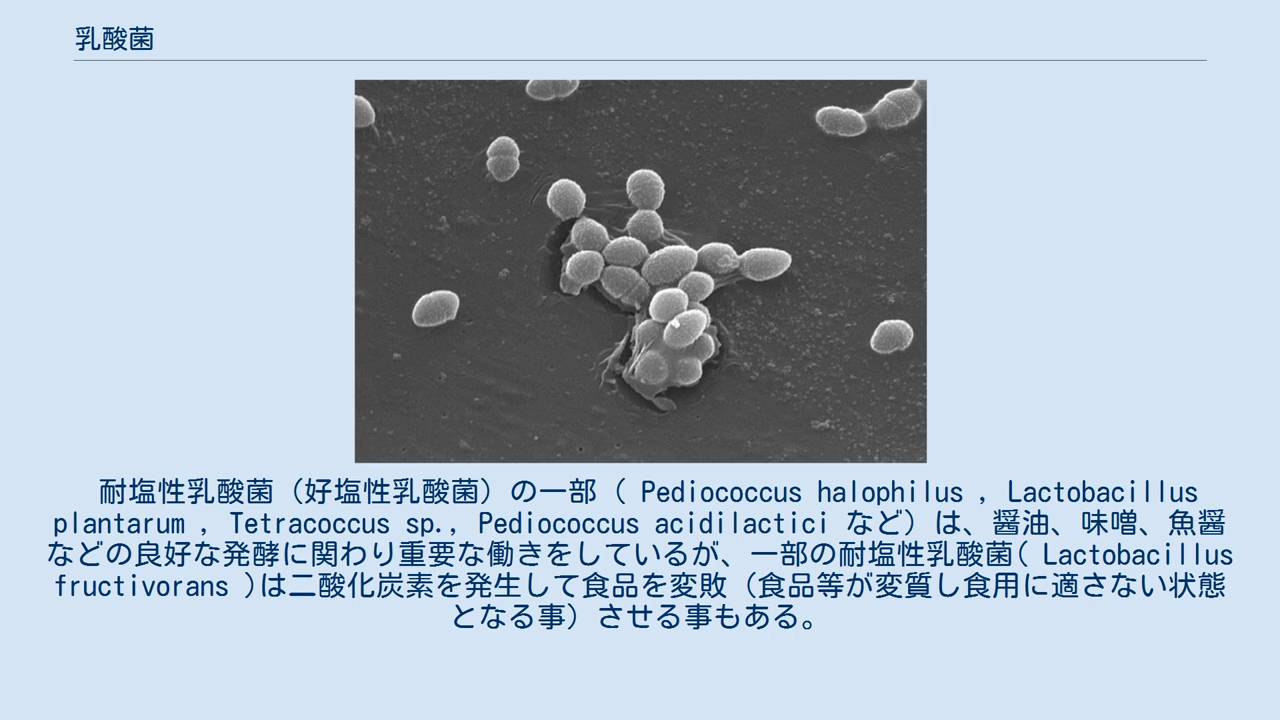 乳酸菌
耐塩性乳酸菌（好塩性乳酸菌）の一部（ Pediococcus halophilus , Lactobacillus
plantarum , Tetracoccus sp., Pediococcus acidilactici など）は、醤油、味噌、魚醤
などの良好な発酵に関わり重要な働きをしているが、一部の耐塩性乳酸菌( Lactobacillus
fructivorans )は二酸化炭素を発生して食品を変敗（食品等が変質し食用に適さない状態
となる事）させる事もある。